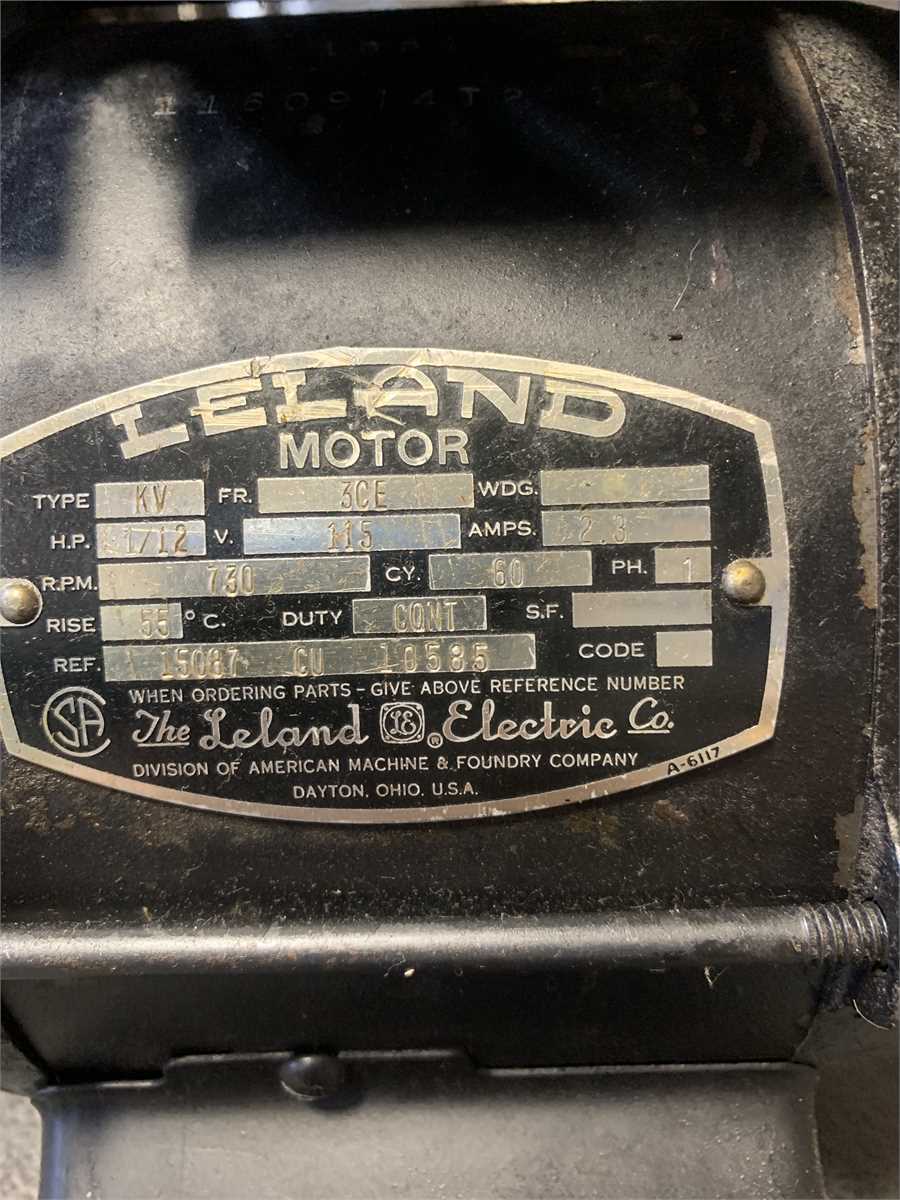 1160914T2
LELAND
MOTOR
TYPE KV FR. 3CE WDG.
H.P. 1/12 V. 115 AMPS. 2.3
R.P.M. 730 CY. 60 PH. 1
RISE 55 °C. DUTY CONT S.F.
REF. 15087 CU 10585 CODE
WHEN ORDERING PARTS - GIVE ABOVE REFERENCE NUMBER
SA The Leland LE ® Electric Co.
DIVISION OF AMERICAN MACHINE & FOUNDRY COMPANY
A-6117
DAYTON, OHIO, U.S.A.